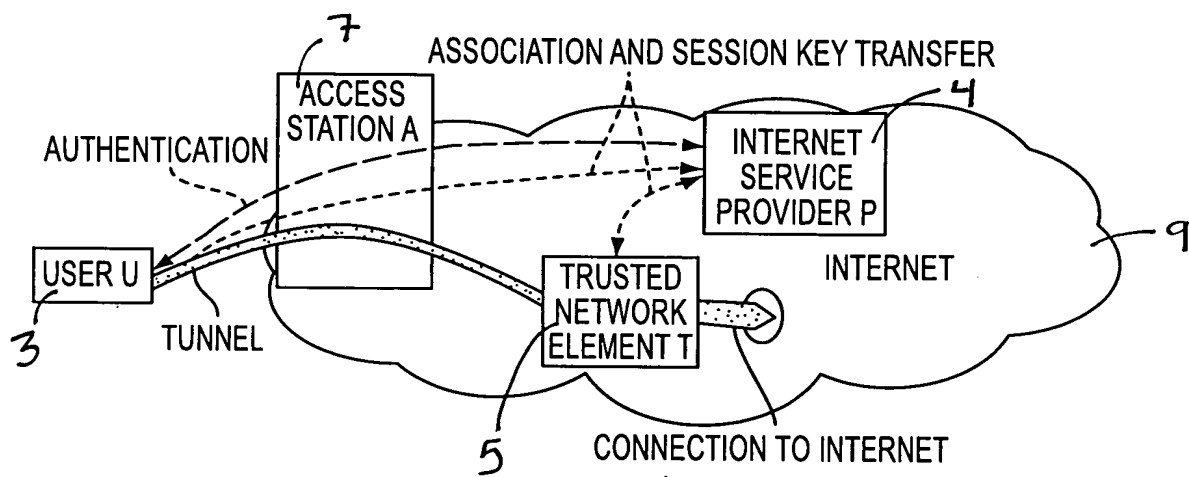 7
ASSOCIATION AND SESSION KEY TRANSFER
ACCESS
STATION A
4
AUTHENTICATION
INTERNET
SERVICE
PROVIDER P
9
USER U
INTERNET
TRUSTED
NETWORK
ELEMENT T
3
TUNNEL
5
CONNECTION TO INTERNET